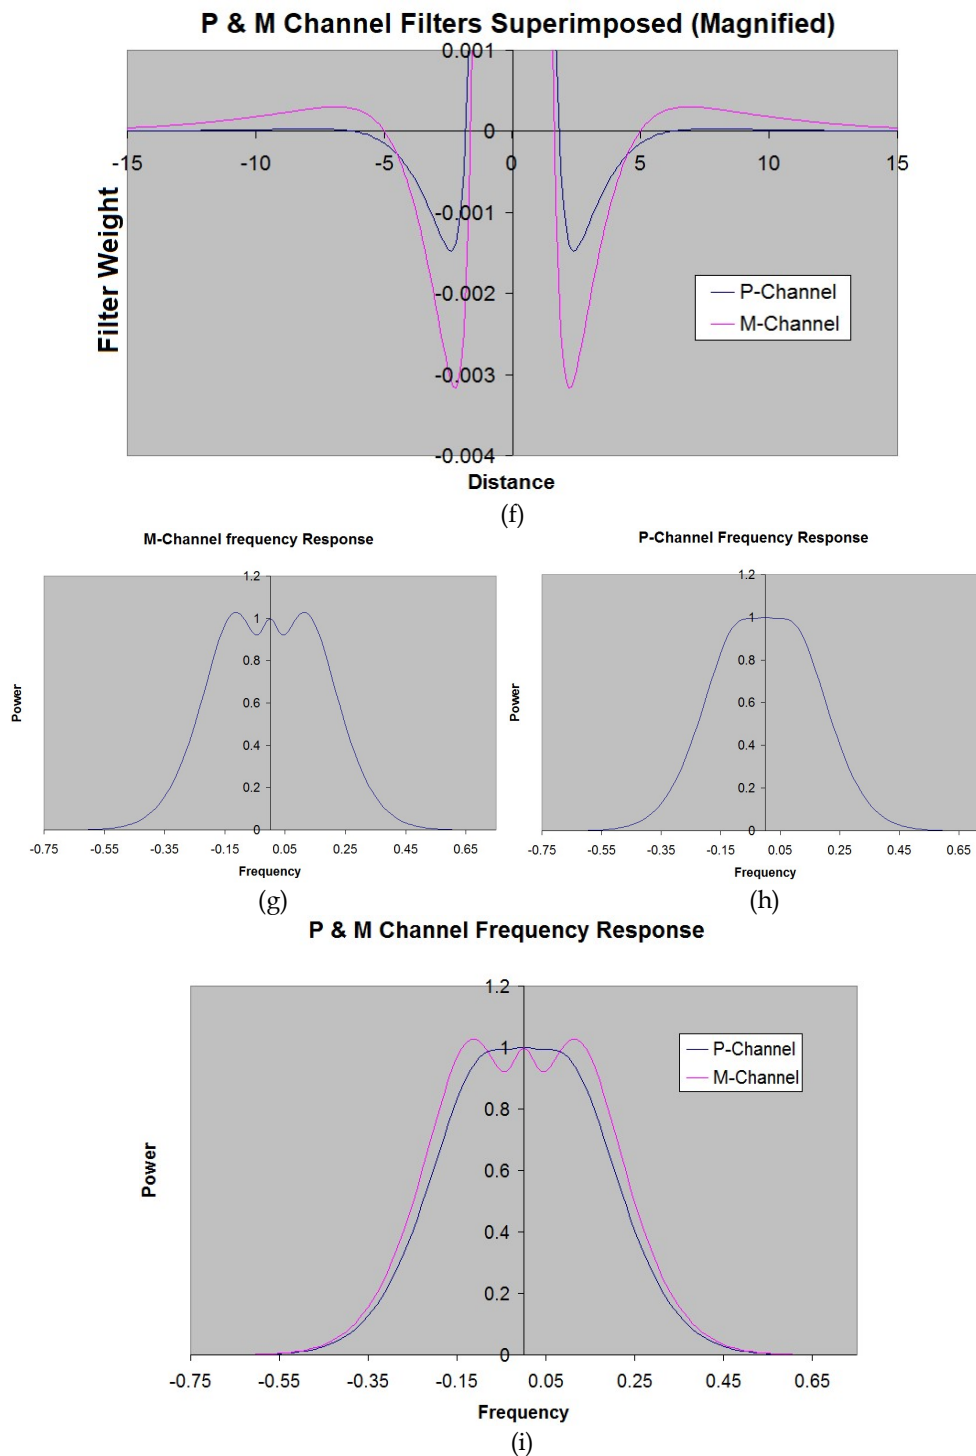 P & M Channel Filters Superimposed (Magnified)
0.001
0
-15 -10 -5 0 5 10 15
-0.001
-0.002
-0.003
-0.004
Filter Weight
P-Channel
M-Channel
Distance
(f)
M-Channel frequency Response
1.2
1
0.8
0.6
0.4
0.2
0
Power
-0.75 -0.55 -0.35 -0.15 0.05 0.25 0.45 0.65
Frequency
(g)
P-Channel Frequency Response
1.2
1
0.8
0.6
0.4
0.2
0
Power
-0.75 -0.55 -0.35 -0.15 0.05 0.25 0.45 0.65
Frequency
(h)
P & M Channel Frequency Response
1.2
1
0.8
0.6
0.4
0.2
0
Power
P-Channel
M-Channel
-0.75 -0.55 -0.35 -0.15 0.05 0.25 0.45 0.65
Frequency
(i)